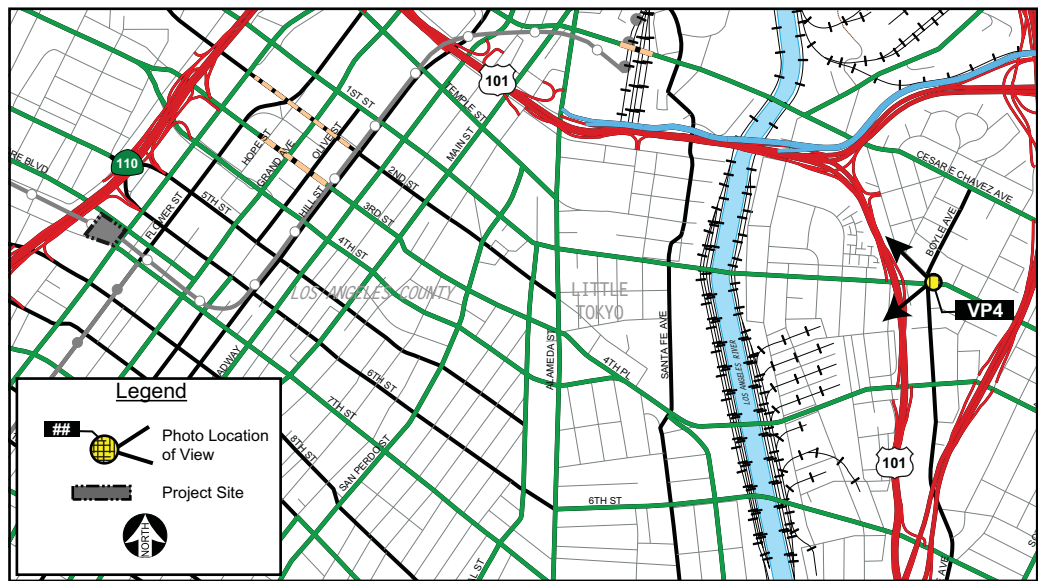 101
1ST ST
TEMPLE ST
MAIN ST
HOPE ST
GRAND AVE
OLIVE ST
2ND ST
110
RE BLVD
CESAR E CHAVEZ AVE
BOYLE AVE
FLOWER ST
5TH ST
HILL ST
3RD ST
4TH ST
LOS ANGELES COUNTY
LITTLE
TOKYO
VP4
SANTA FE AVE
ALAMEDA ST
LOS ANGELES RIVER
4TH PL
ADWAY
6TH ST
7TH ST
8TH ST
SAN PERDO ST
6TH ST
101
AL ST
AVE
SO
Legend
##
Photo Location
of View
Project Site
NORTH